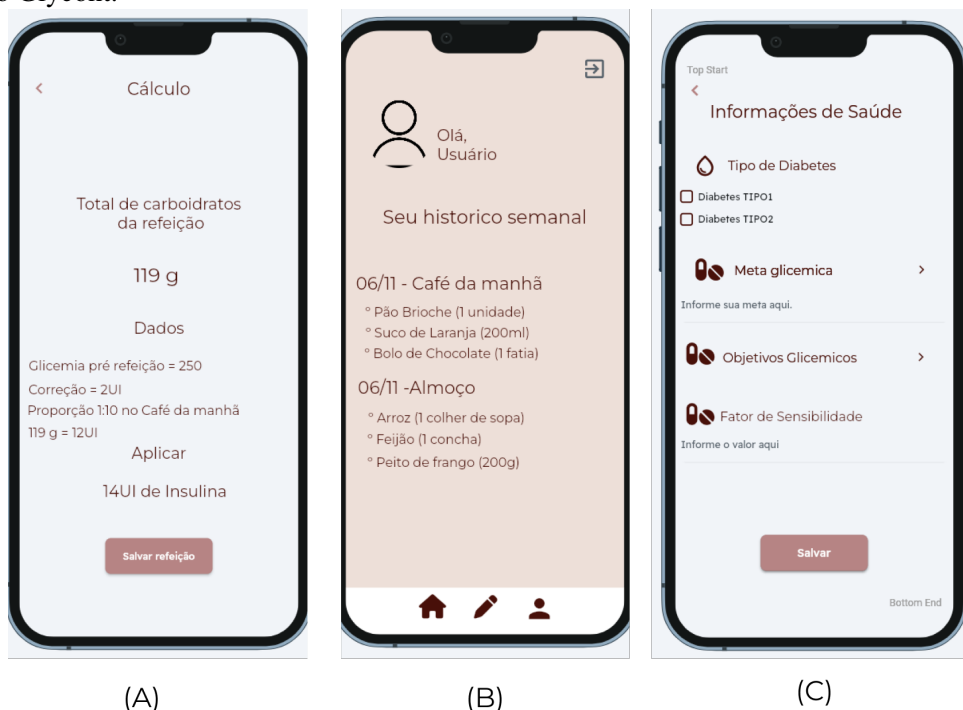 Cálculo
Total de carboidratos
da refeição
119 g
Dados
Glicemia pré refeição = 250
Correção = 2UI
Proporção 1:10 no Café da manhã
119 g = 12UI
Aplicar
14UI de Insulina
Salvar refeição
(A)
Olá,
Usuário
Seu historico semanal
06/11 - Café da manhã
° Pão Brioche (1 unidade)
° Suco de Laranja (200ml)
° Bolo de Chocolate (1 fatia)
06/11 -Almoço
° Arroz (1 colher de sopa)
° Feijão (1 concha)
° Peito de frango (200g)
(B)
Top Start
Informações de Saúde
Tipo de Diabetes
Diabetes TIPO1
Diabetes TIPO2
Meta glicemica
Informe sua meta aqui.
Objetivos Glicemicos
Fator de Sensibilidade
Informe o valor aqui
Salvar
Bottom End
(C)